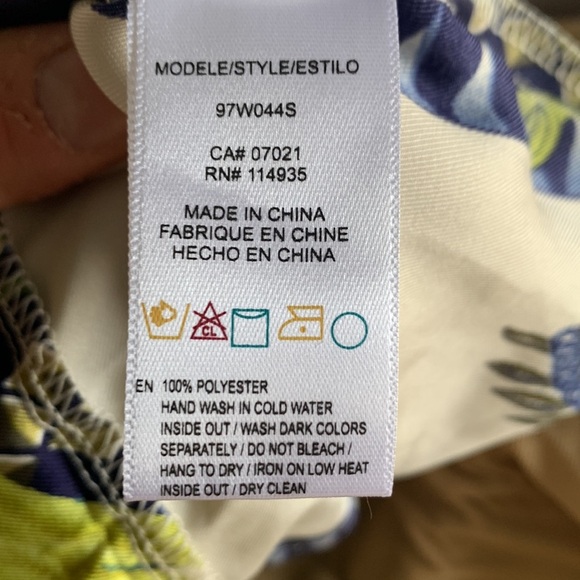 MODELE/STYLE/ESTILO
97W044S
CA# 07021
RN# 114935
MADE IN CHINA
FABRIQUE EN CHINE
HECHO EN CHINA
CL
EN 100% POLYESTER
HAND WASH IN COLD WATER
INSIDE OUT / WASH DARK COLORS
SEPARATELY / DO NOT BLEACH /
HANG TO DRY / IRON ON LOW HEAT
INSIDE OUT / DRY CLEAN